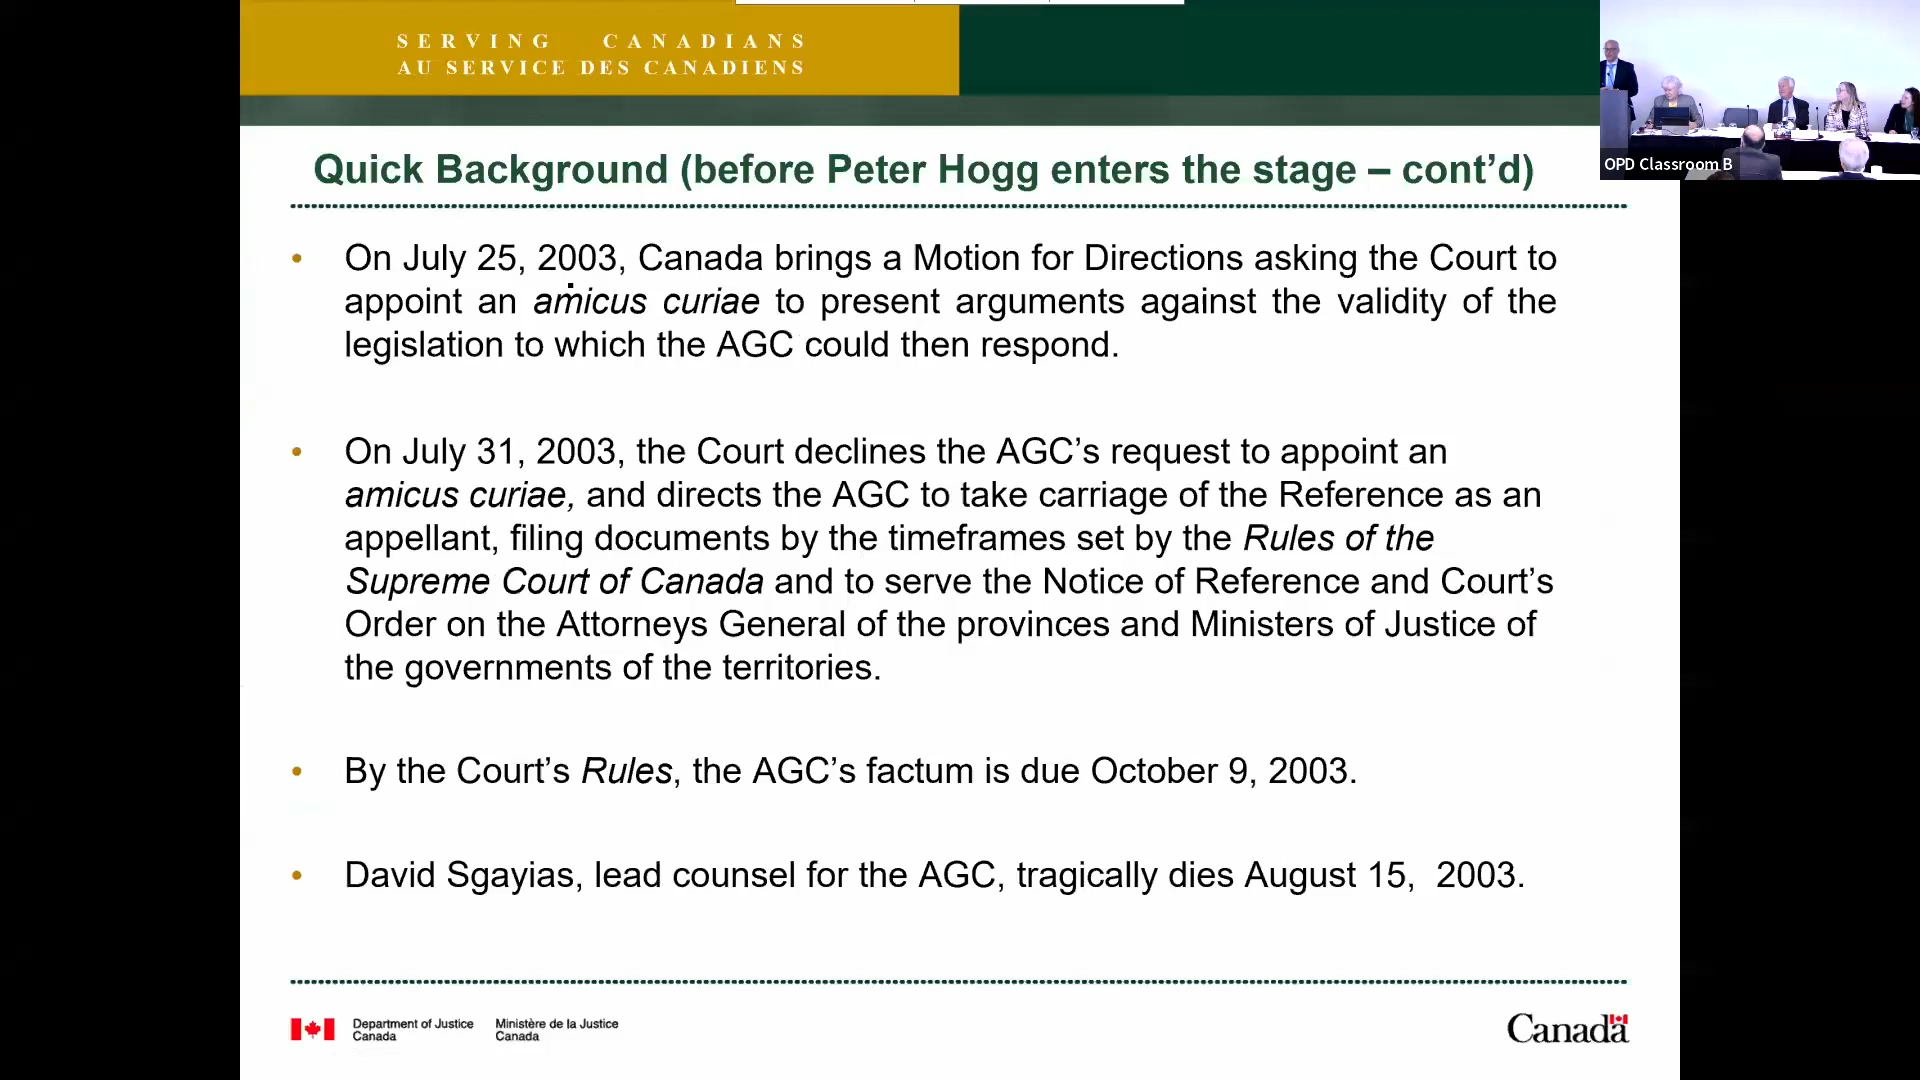 SERVING CANADIANS
AU SERVICE DES CANADIENS
OPD Classroom B
Quick Background (before Peter Hogg enters the stage – cont’d)
• On July 25, 2003, Canada brings a Motion for Directions asking the Court to
appoint an amicus curiae to present arguments against the validity of the
legislation to which the AGC could then respond.
• On July 31, 2003, the Court declines the AGC’s request to appoint an
amicus curiae, and directs the AGC to take carriage of the Reference as an
appellant, filing documents by the timeframes set by the Rules of the
Supreme Court of Canada and to serve the Notice of Reference and Court’s
Order on the Attorneys General of the provinces and Ministers of Justice of
the governments of the territories.
• By the Court’s Rules, the AGC’s factum is due October 9, 2003.
• David Sgayias, lead counsel for the AGC, tragically dies August 15,  2003.
Department of Justice
Canada
Ministère de la Justice
Canada
Canada